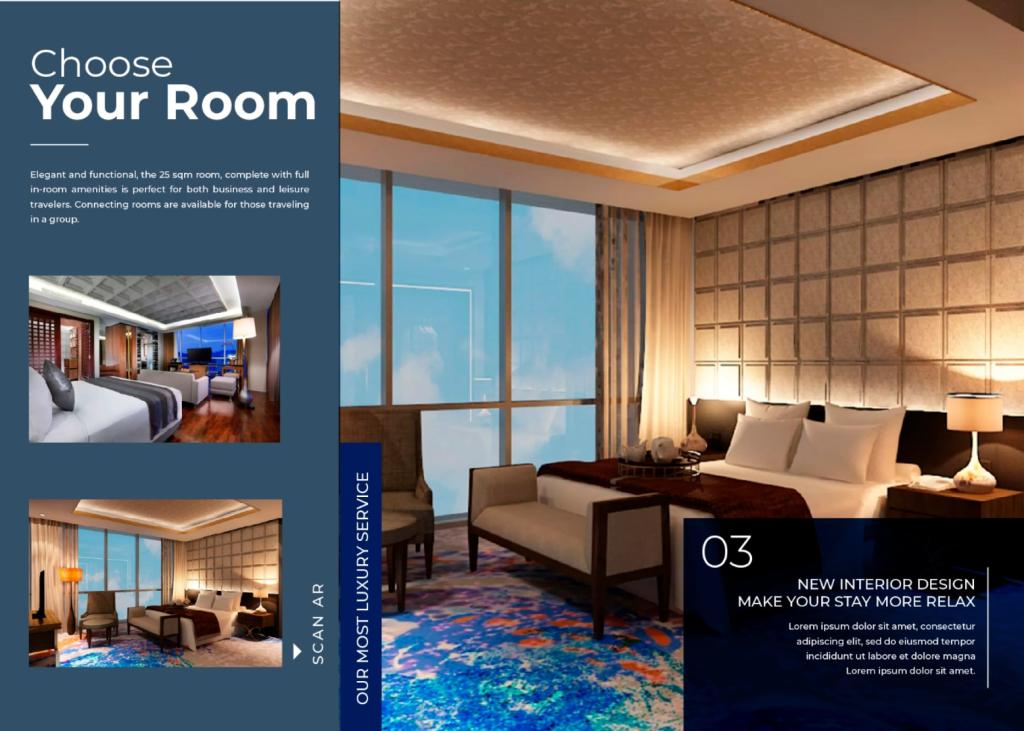 Choose
Your Room
Elegant and functional, the 25 sqm room, complete with full
in-room amenities is perfect for both business and leisure
travelers. Connecting rooms are available for those traveling
in a group.
SCAN AR
OUR MOST LUXURY SERVICE
03
NEW INTERIOR DESIGN
MAKE YOUR STAY MORE RELAX
Lorem ipsum dolor sit amet, consectetur
adipiscing elit, sed do eiusmod tempor
incididunt ut labore et dolore magna
Lorem ipsum dolor sit amet.